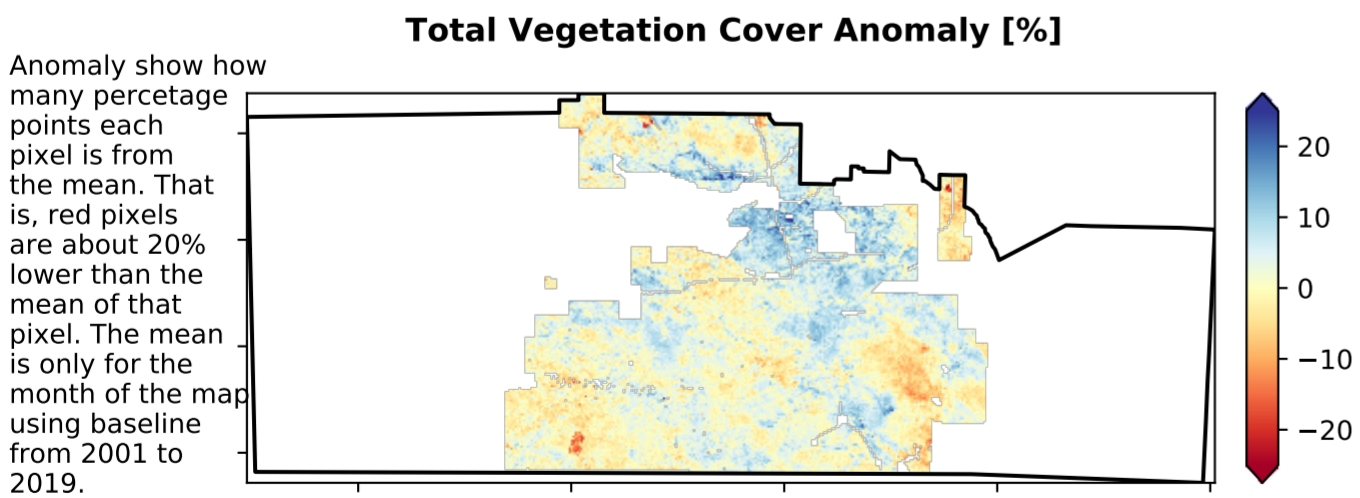 Total Vegetation Cover Anomaly [%]
Anomaly show how
many percetage
points each
pixel is from
the mean. That
is, red pixels
are about 20%
lower than the
mean of that
pixel. The mean
is only for the
month of the map
using baseline
from 2001 to
2019.
20
10
0
−10
−20